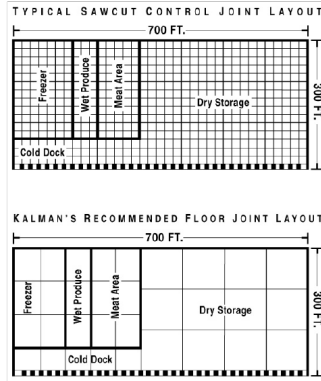 TYPICAL SAWCUT CONTROL JOINT LAYOUT
700 FT.
Freezer
Wet Produce
Meat Area
Dry Storage
300 FT.
Cold Dock
KALMAN'S RECOMMENDED FLOOR JOINT LAYOUT
700 FT.
Freezer
Wet Produce
Meat Area
Dry Storage
300 FT.
Cold Dock